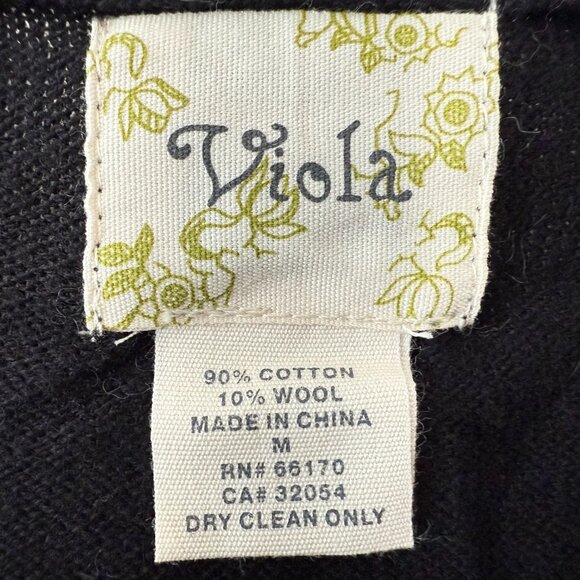 Viola
90% COTTON
10% WOOL
MADE IN CHINA
M
RN# 66170
CA# 32054
DRY CLEAN ONLY